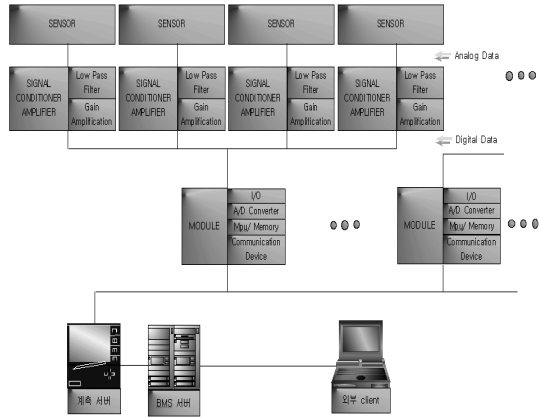 SENSOR
SENSOR
SENSOR
SENSOR
Analog Data
SIGNAL
CONDITIONER
AMPLIFIER
Low Pass
Filter
Gain
Amplification
SIGNAL
CONDITIONER
AMPLIFIER
Low Pass
Filter
Gain
Amplification
SIGNAL
CONDITIONER
AMPLIFIER
Low Pass
Filter
Gain
Amplification
SIGNAL
CONDITIONER
AMPLIFIER
Low Pass
Filter
Gain
Amplification
Digital Data
MODULE
I/O
A/D Converter
Mpu/ Memory
Communication
Device
MODULE
I/O
A/D Converter
Mpu/ Memory
Communication
Device
계측 서버
BMS 서버
외부 client